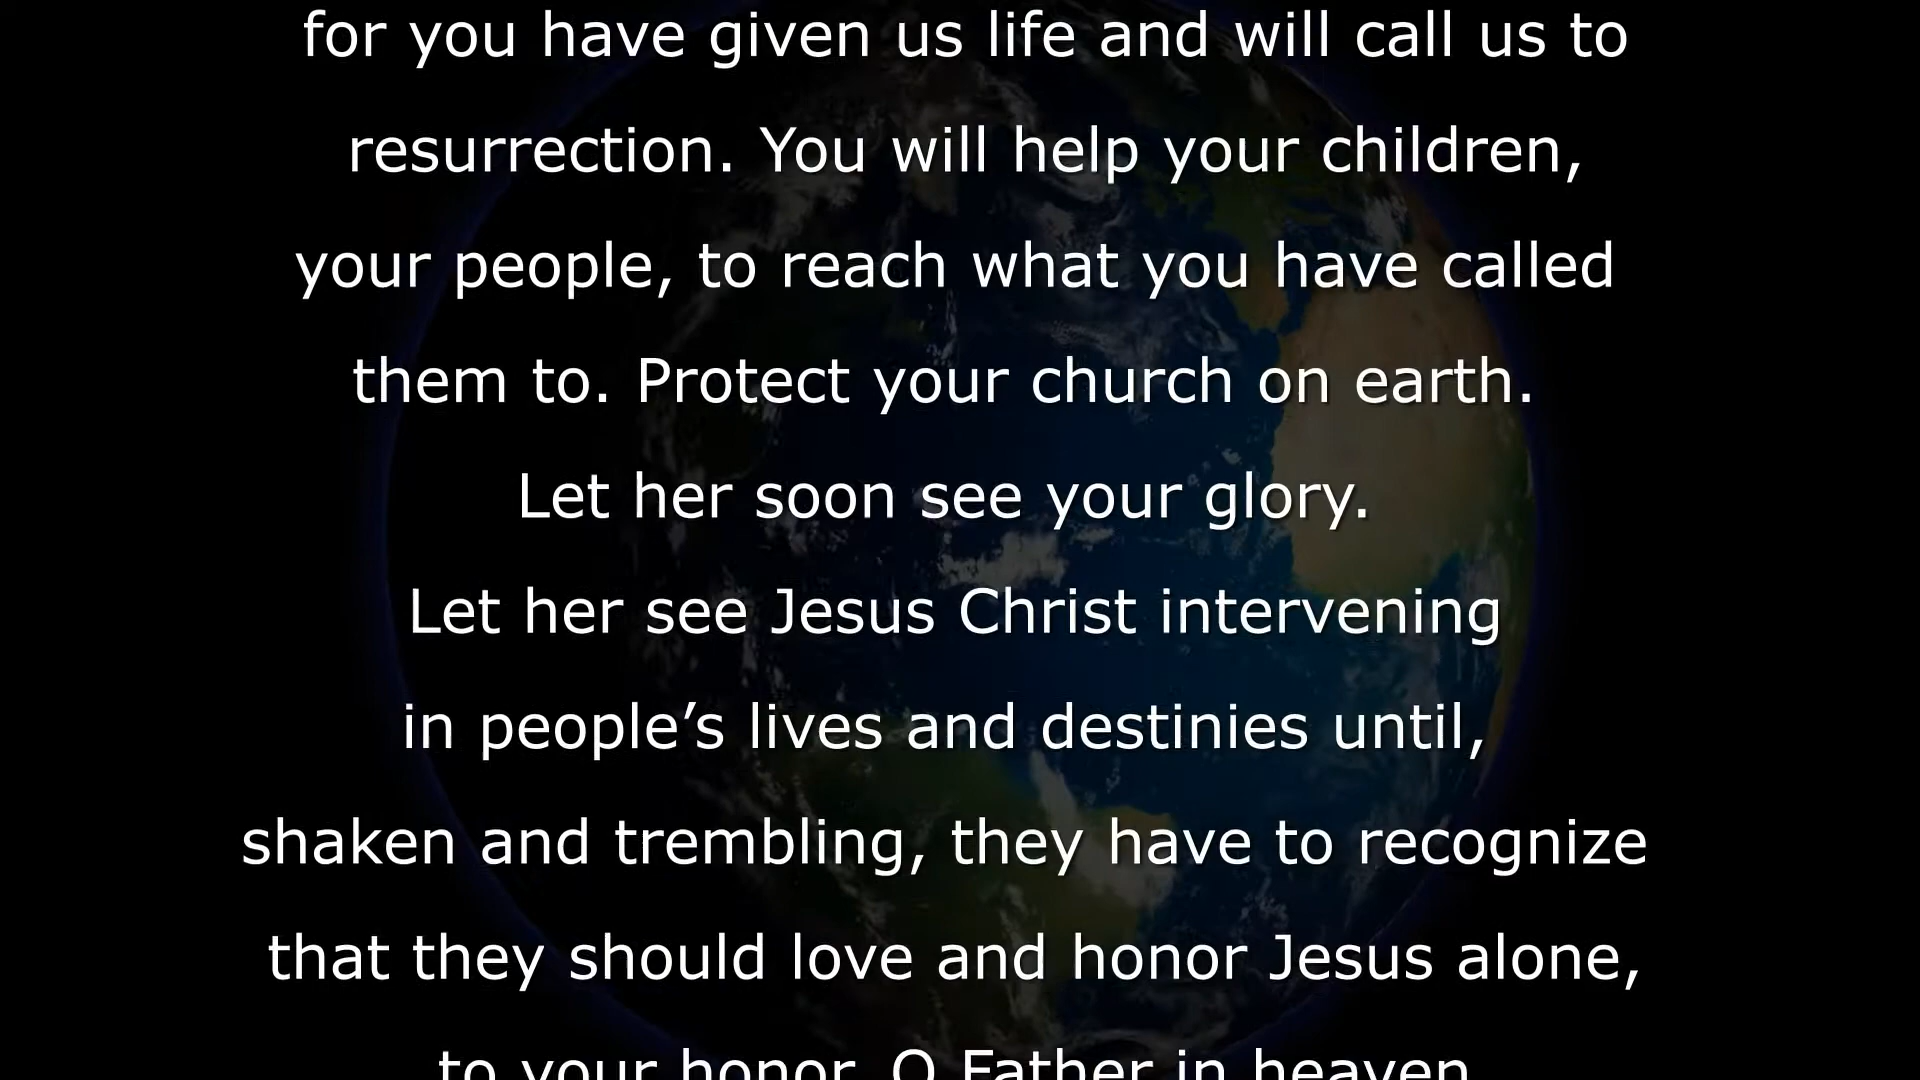 for you have given us life and will call us to
resurrection. You will help your children,
your people, to reach what you have called
them to. Protect your church on earth.
Let her soon see your glory.
Let her see Jesus Christ intervening
in people’s lives and destinies until,
shaken and trembling, they have to recognize
that they should love and honor Jesus alone,
to your honor, O Father in heaven.